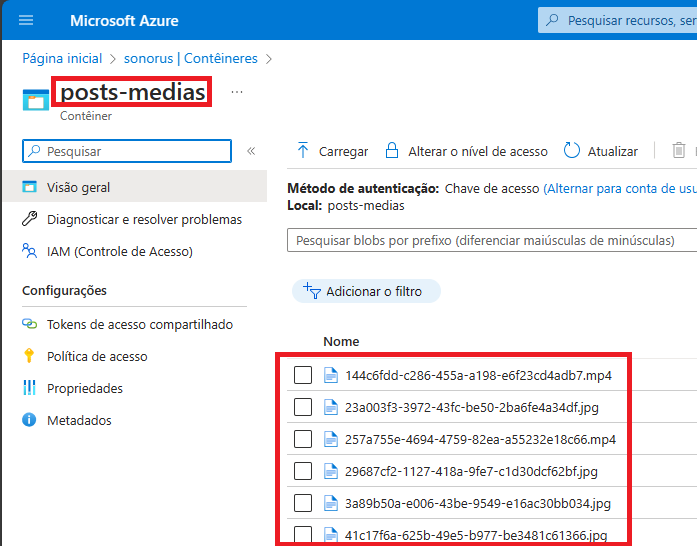 Microsoft Azure
Pesquisar recursos, ser
Página inicial > sonorus | Contêineres >
posts-medias ...
Contêiner
Pesquisar
Carregar Alterar o nível de acesso Atualizar
Visão geral
Diagnosticar e resolver problemas
IAM (Controle de Acesso)
Configurações
Tokens de acesso compartilhado
Política de acesso
Propriedades
Metadados
Método de autenticação: Chave de acesso (Alternar para conta de usu
Local: posts-medias
Pesquisar blobs por prefixo (diferenciar maiúsculas de minúsculas)
Adicionar o filtro
Nome
144c6fdd-c286-455a-a198-e6f23cd4adb7.mp4
23a003f3-3972-43fc-be50-2ba6fe4a34df.jpg
257a755e-4694-4759-82ea-a55232e18c66.mp4
29687cf2-1127-418a-9fe7-c1d30dcf62bf.jpg
3a89b50a-e006-43be-9549-e16ac30bb034.jpg
41c17f6a-625b-49e5-b977-be3481c61366.jpg